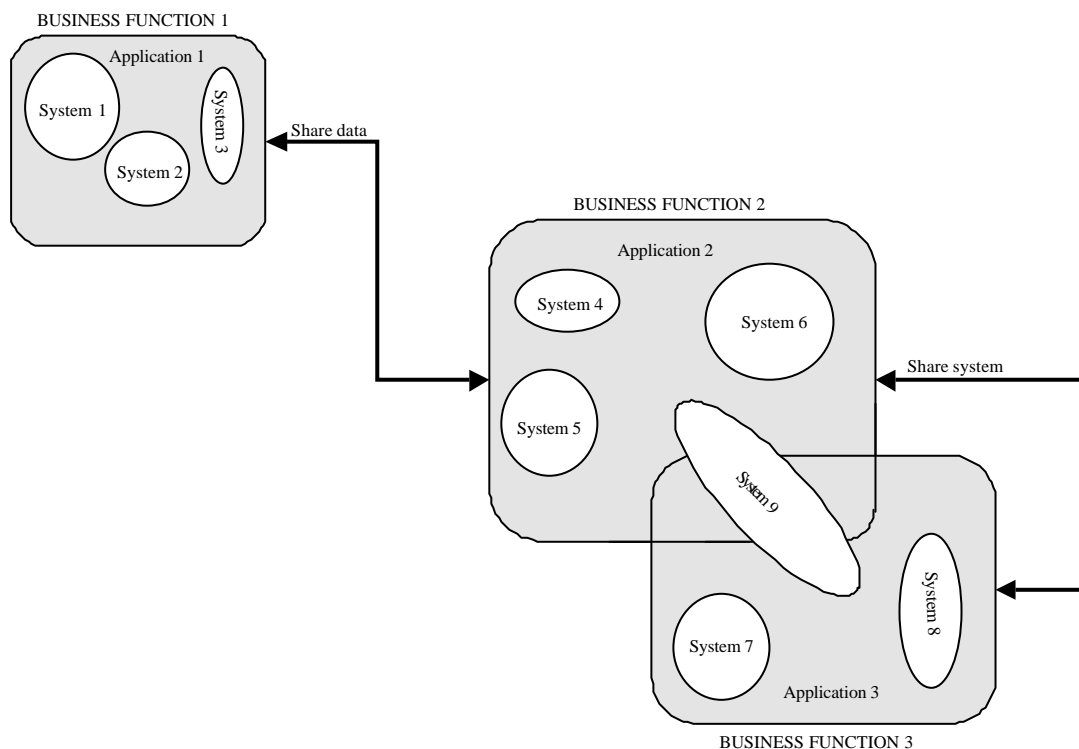 BUSINESS FUNCTION 1
Application 1
System 1
System 2
System 3
Share data
BUSINESS FUNCTION 2
Application 2
System 4
System 6
System 5
Share system
System 9
System 7
System 8
Application 3
BUSINESS FUNCTION 3